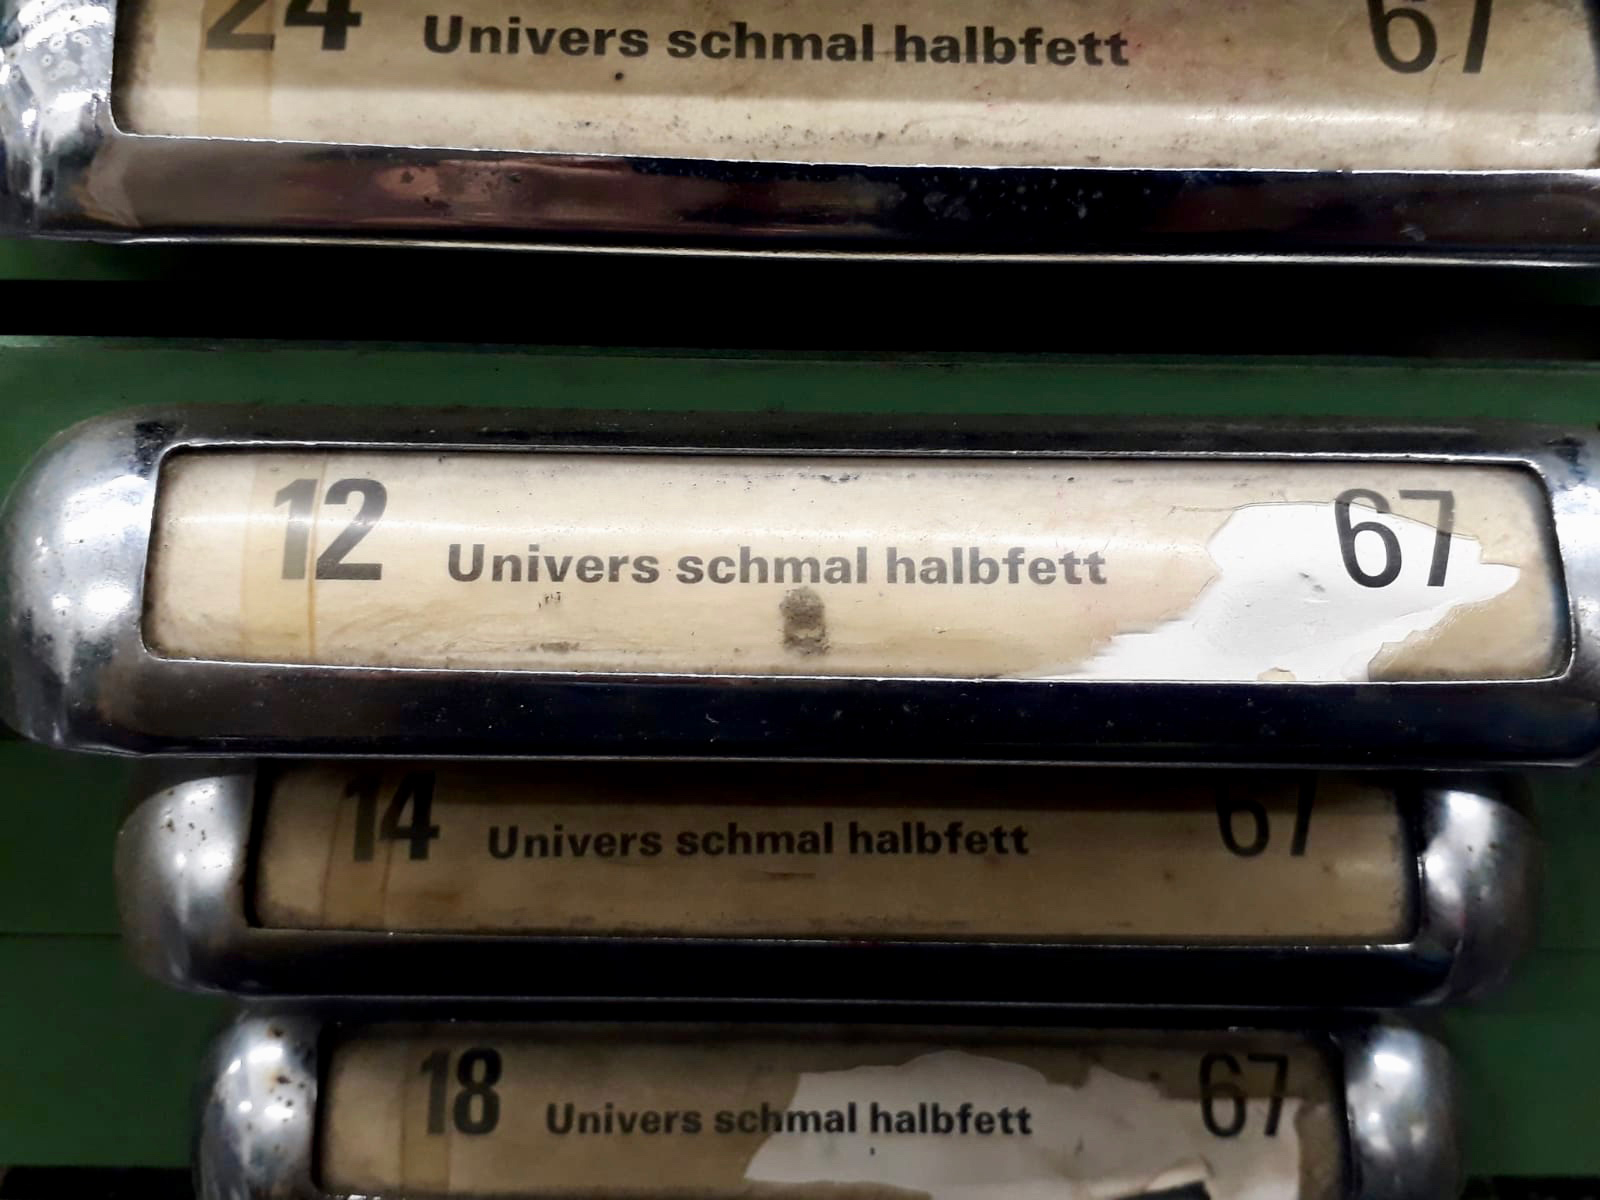 24 Univers schmal halbfett 67
12 Univers schmal halbfett 67
14 Univers schmal halbfett 67
18 Univers schmal halbfett 67